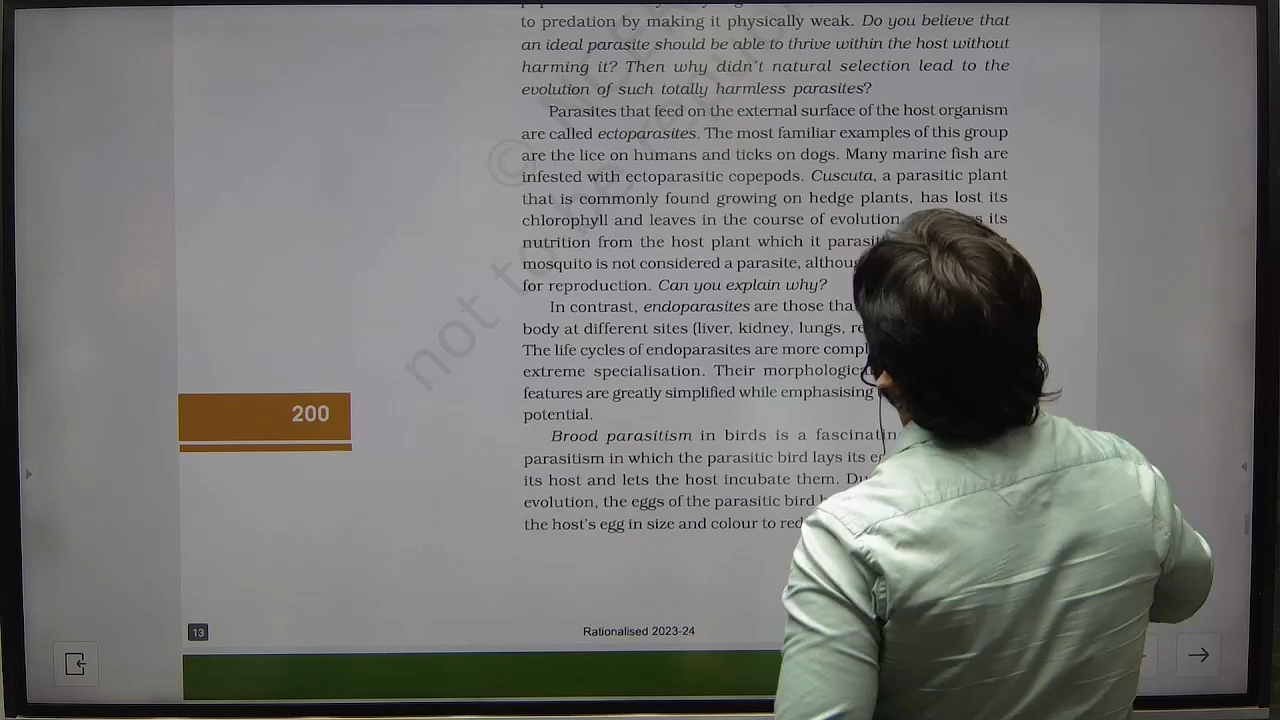 to predation by making it physically weak. Do you believe that
an ideal parasite should be able to thrive within the host without
harming it? Then why didn't natural selection lead to the
evolution of such totally harmless parasites?
Parasites that feed on the external surface of the host organism
are called ectoparasites. The most familiar examples of this group
are the lice on humans and ticks on dogs. Many marine fish are
infested with ectoparasitic copepods. Cuscuta, a parasitic plant
that is commonly found growing on hedge plants, has lost its
chlorophyll and leaves in the course of evolution its
nutrition from the host plant which it
mosquito is not considered a parasite,
for reproduction. Can you explain why?
In contrast, endoparasites are those
body at different sites (liver, kidney, lungs,
The life cycles of endoparasites are more
extreme specialisation. Their
features are greatly simplified while emphasising
potential.
Brood parasitism in birds is a
parasitism in which the parasitic bird lays its
its host and lets the host incubate them.
evolution, the eggs of the parasitic bird
the host's egg in size and colour to
200
13
Rationalised 2023-24
© 
not to be